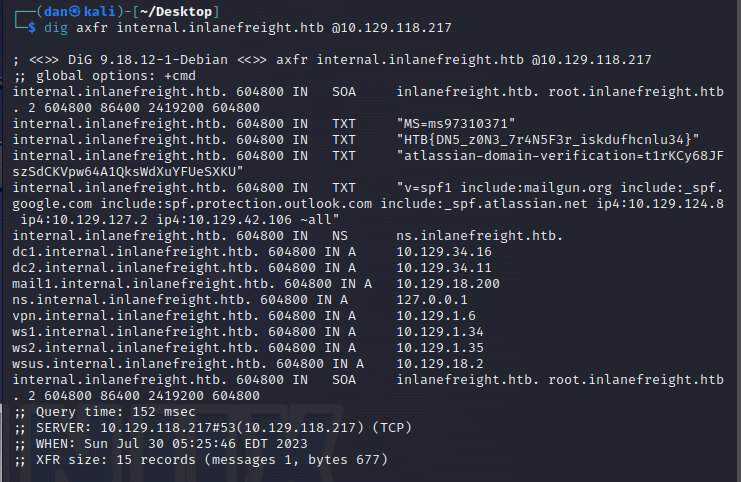 ┌──(dan㉿kali)-[~/Desktop]
└─$ dig axfr internal.inlanefreight.htb @10.129.118.217
; <<>> DiG 9.18.12-1-Debian <<>> axfr internal.inlanefreight.htb @10.129.118.217
;; global options: +cmd
internal.inlanefreight.htb. 604800 IN SOA inlanefreight.htb. root.inlanefreight.htb
. 2 604800 86400 2419200 604800
internal.inlanefreight.htb. 604800 IN TXT "MS=ms97310371"
internal.inlanefreight.htb. 604800 IN TXT "HTB{DN5_z0N3_7r4N5F3r_iskdufhcnlu34}"
internal.inlanefreight.htb. 604800 IN TXT "atlassian-domain-verification=t1rKCy68JF
szSdCKVpw64A1QksWdXuYFUeSXKU"
internal.inlanefreight.htb. 604800 IN TXT "v=spf1 include:mailgun.org include:_spf.
google.com include:spf.protection.outlook.com include:_spf.atlassian.net ip4:10.129.124.8
ip4:10.129.127.2 ip4:10.129.42.106 ~all"
internal.inlanefreight.htb. 604800 IN NS ns.inlanefreight.htb.
dc1.internal.inlanefreight.htb. 604800 IN A 10.129.34.16
dc2.internal.inlanefreight.htb. 604800 IN A 10.129.34.11
mail1.internal.inlanefreight.htb. 604800 IN A 10.129.18.200
ns.internal.inlanefreight.htb. 604800 IN A 127.0.0.1
vpn.internal.inlanefreight.htb. 604800 IN A 10.129.1.6
ws1.internal.inlanefreight.htb. 604800 IN A 10.129.1.34
ws2.internal.inlanefreight.htb. 604800 IN A 10.129.1.35
wsus.internal.inlanefreight.htb. 604800 IN A 10.129.18.2
internal.inlanefreight.htb. 604800 IN SOA inlanefreight.htb. root.inlanefreight.htb
. 2 604800 86400 2419200 604800
;; Query time: 152 msec
;; SERVER: 10.129.118.217#53(10.129.118.217) (TCP)
;; WHEN: Sun Jul 30 05:25:46 EDT 2023
;; XFR size: 15 records (messages 1, bytes 677)